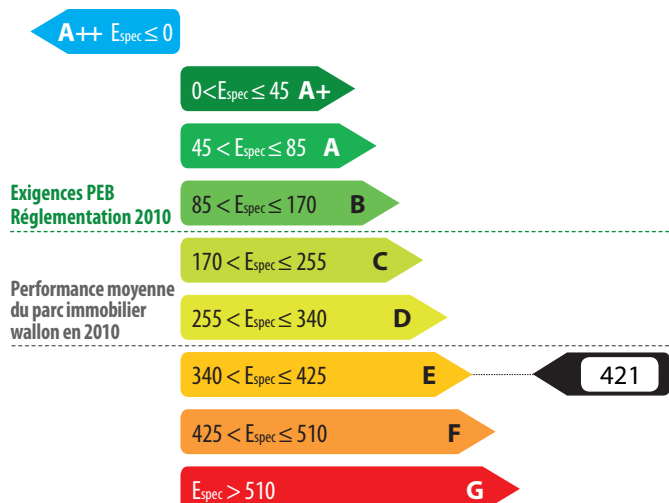 A++ Espec ≤ 0
0<Espec ≤ 45 A+
45 < Espec ≤ 85 A
Exigences PEB
Réglementation 2010
85 < Espec ≤ 170 B
170 < Espec ≤ 255 C
Performance moyenne
du parc immobilier
wallon en 2010
255 < Espec ≤ 340 D
340 < Espec ≤ 425 E
421
425 < Espec ≤ 510 F
Espec > 510 G